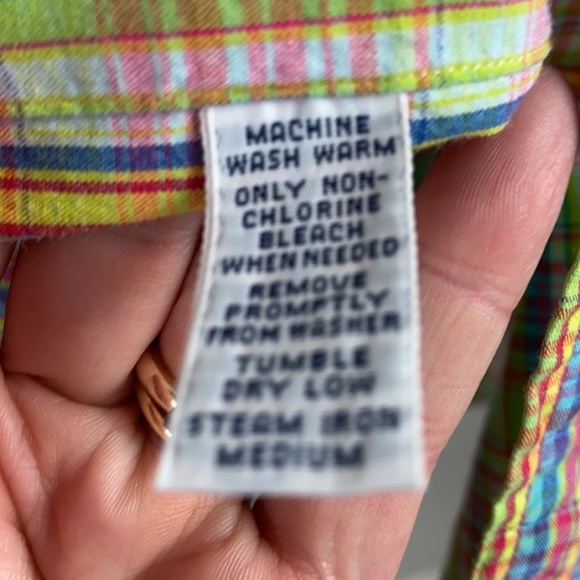 MACHINE
WASH WARM
ONLY NON-
CHLORINE
BLEACH
WHEN NEEDED
REMOVE
PROMPTLY
FROM WASHER
TUMBLE
DRY LOW
STEAM IRON
MEDIUM